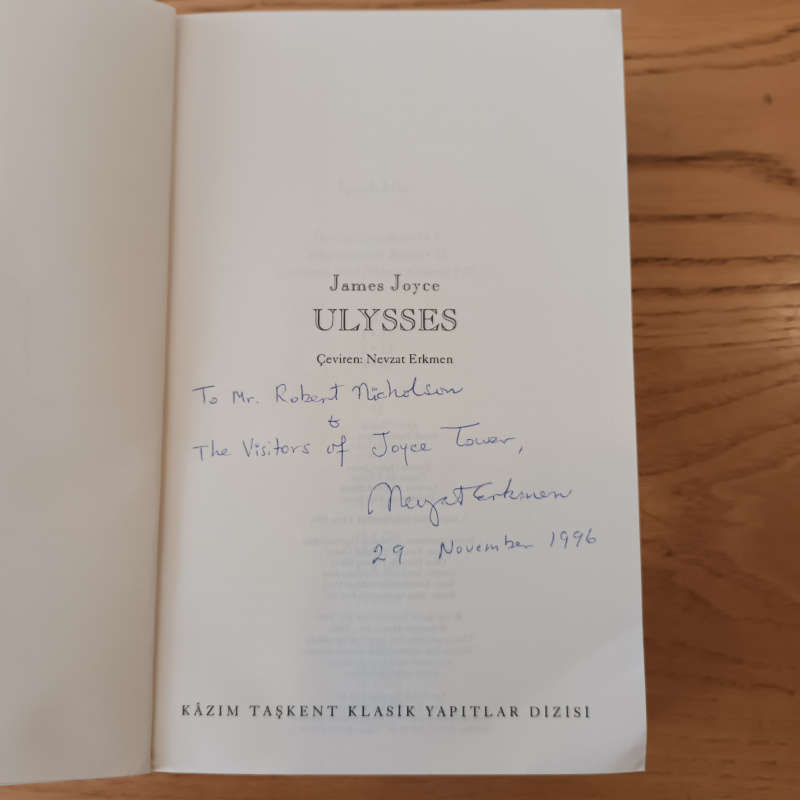 James Joyce
ULYSSES
Çeviren: Nevzat Erkmen
To Mr. Robert Nicholson
&
The Visitors of Joyce Tower,
Nevzat Erkmen
29 November 1996
KÂZIM TAŞKENT KLASİK YAPITLAR DİZİSİ